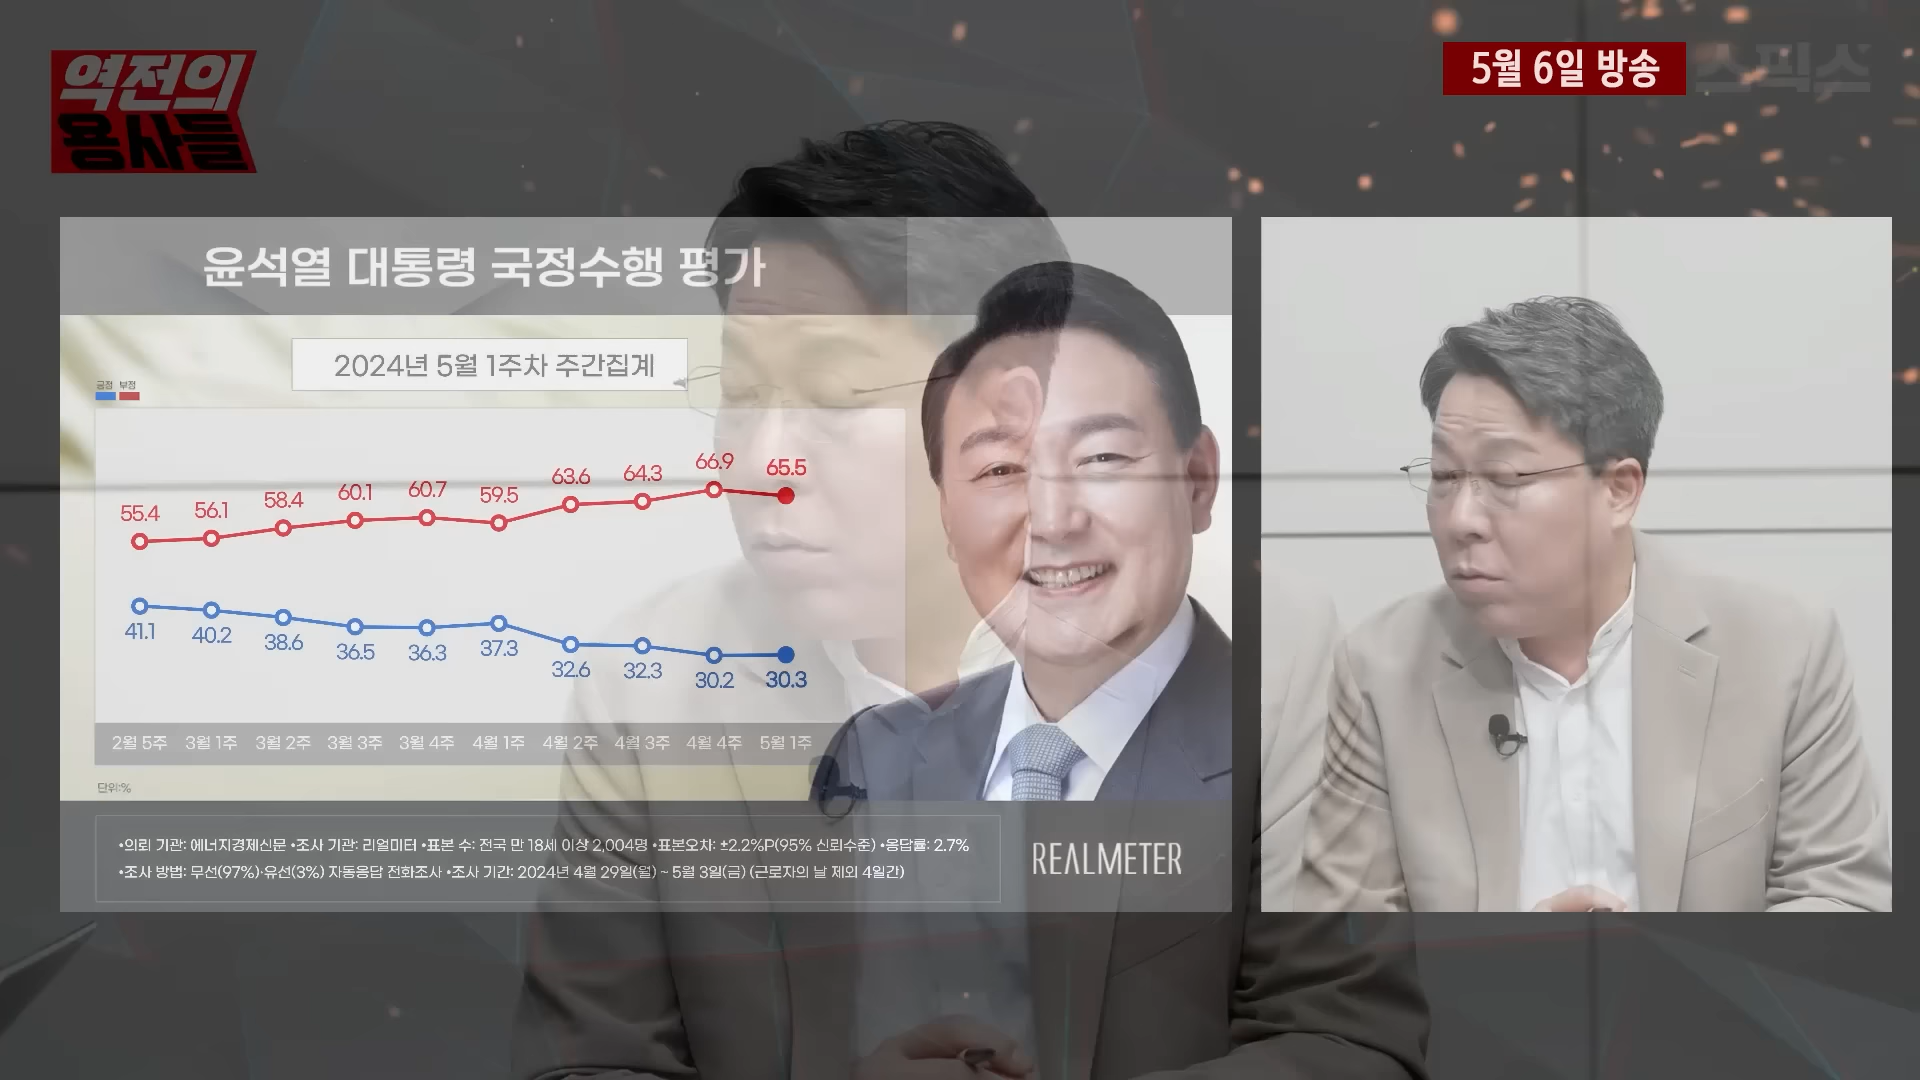 역전의
용사들
5월 6일 방송
스픽스
윤석열 대통령 국정수행 평가
2024년 5월 1주차 주간집계
긍정 부정
55.4 56.1 58.4 60.1 60.7 59.5 63.6 64.3 66.9 65.5
41.1 40.2 38.6 36.5 36.3 37.3 32.6 32.3 30.2 30.3
2월 5주 3월 1주 3월 2주 3월 3주 3월 4주 4월 1주 4월 2주 4월 3주 4월 4주 5월 1주
단위:%
•의뢰 기관: 에너지경제신문 •조사 기관: 리얼미터 •표본 수: 전국 만 18세 이상 2,004명 •표본오차: ±2.2%P(95% 신뢰수준) •응답률: 2.7%
•조사 방법: 무선(97%)·유선(3%) 자동응답 전화조사 •조사 기간: 2024년 4월 29일(월) ~ 5월 3일(금) (근로자의 날 제외 4일간)
REALMETER